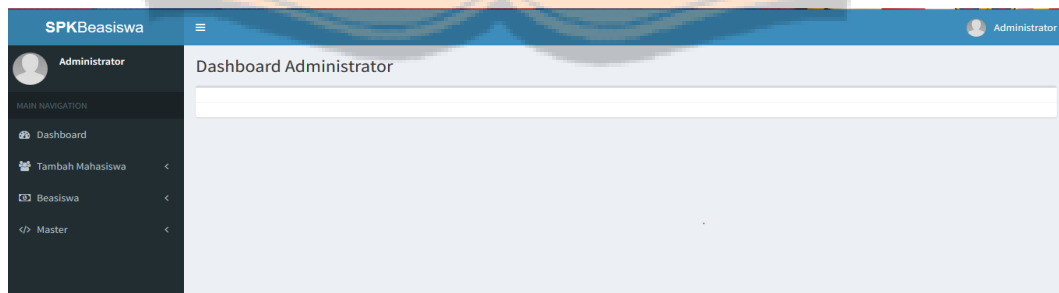 SPKBeasiswa
Administrator
Administrator
Dashboard Administrator
MAIN NAVIGATION
Dashboard
Tambah Mahasiswa
Beasiswa
Master